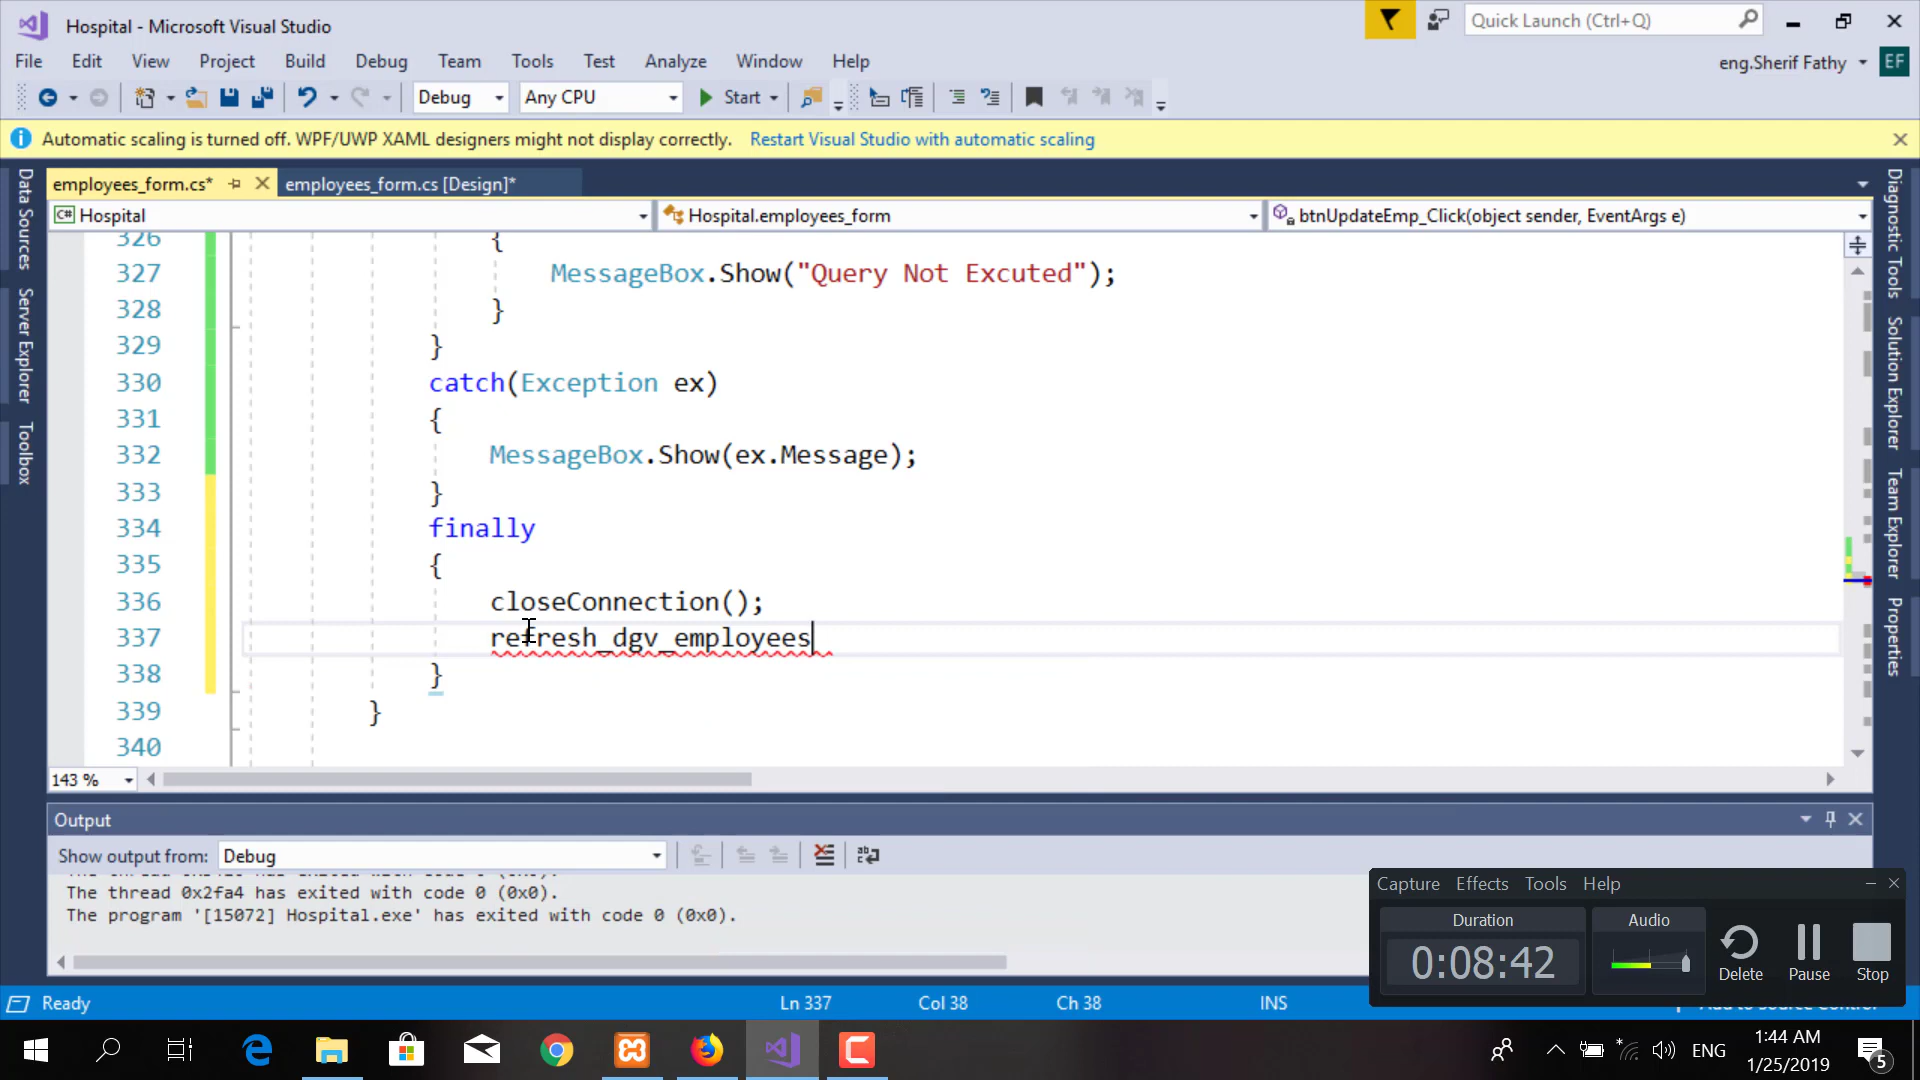 Hospital - Microsoft Visual Studio
Quick Launch (Ctrl+Q)
File Edit View Project Build Debug Team Tools Test Analyze Window Help
eng.Sherif Fathy EF
Debug Any CPU Start
Automatic scaling is turned off. WPF/UWP XAML designers might not display correctly. Restart Visual Studio with automatic scaling
employees_form.cs*
employees_form.cs [Design]*
Hospital
Hospital.employees_form
btnUpdateEmp_Click(object sender, EventArgs e)
Data Sources
Server Explorer
Toolbox
Diagnostic Tools
Solution Explorer
Team Explorer
Properties
326 {
327 MessageBox.Show("Query Not Excuted");
328 }
329 }
330 catch(Exception ex)
331 {
332 MessageBox.Show(ex.Message);
333 }
334 finally
335 {
336 closeConnection();
337 refresh_dgv_employees
338 }
339 }
340
143 %
Output
Show output from: Debug
The thread 0x2fa4 has exited with code 0 (0x0).
The program '[15072] Hospital.exe' has exited with code 0 (0x0).
Capture Effects Tools Help
Duration
0:08:42
Audio
Delete
Pause
Stop
Ready
Ln 337
Col 38
Ch 38
INS
ENG
1:44 AM
1/25/2019
5